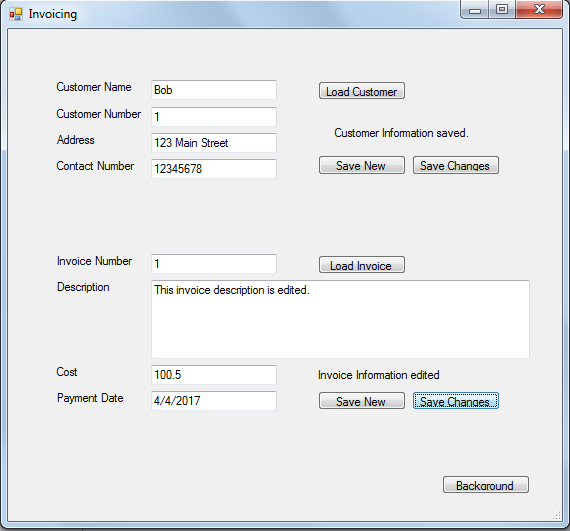 Invoicing
Customer Name Bob Load Customer
Customer Number 1
Address 123 Main Street Customer Information saved.
Contact Number 12345678 Save New Save Changes
Invoice Number 1 Load Invoice
Description This invoice description is edited.
Cost 100.5 Invoice Information edited
Payment Date 4/4/2017 Save New Save Changes
Background